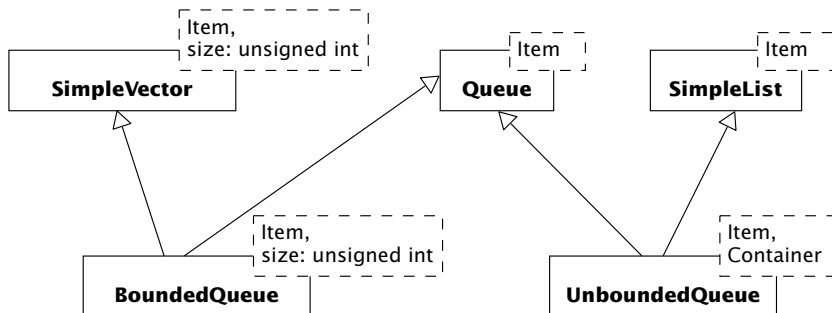 Item,
size: unsigned int
SimpleVector
Item
Queue
Item
SimpleList
Item,
size: unsigned int
BoundedQueue
Item,
Container
UnboundedQueue